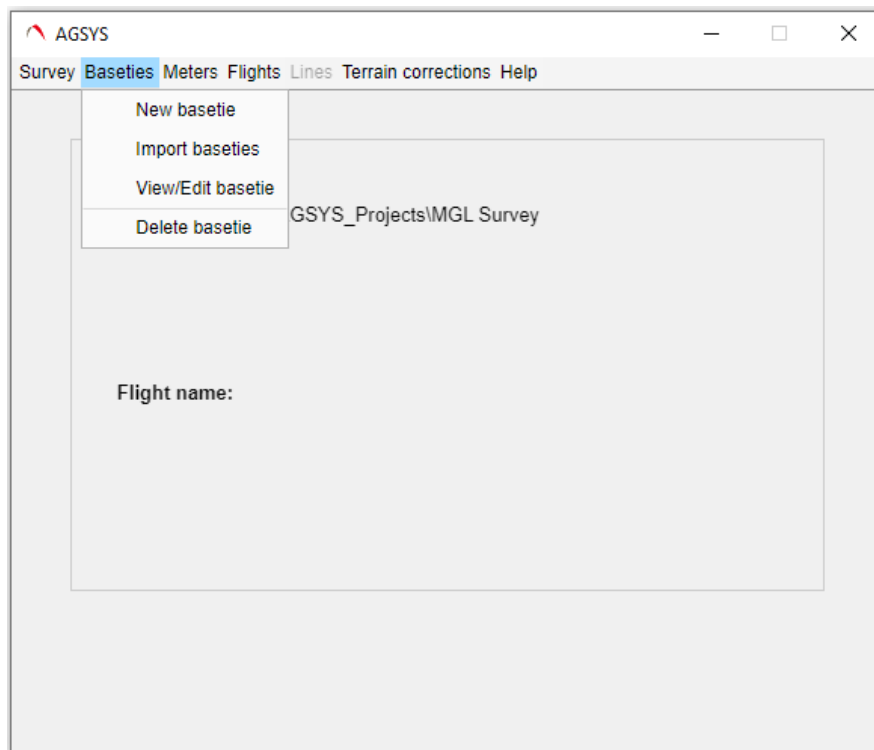 AGSYS
Survey Baseties Meters Flights Lines Terrain corrections Help
New basetie
Import baseties
View/Edit basetie
GSYS_Projects\MGL Survey
Delete basetie
Flight name: